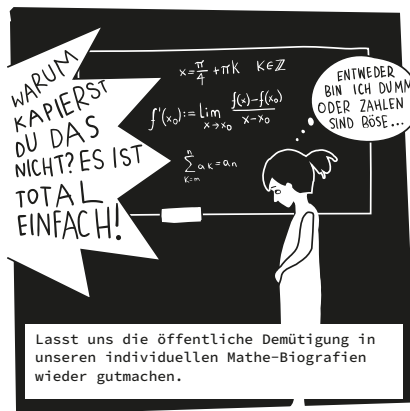 WARUM
KAPIERST
DU DAS
NICHT? ES IST
TOTAL
EINFACH!
x=π/4 +πk K∈ℤ
f'(x₀):= Lim x→x₀ f(x)-f(x₀)/x-x₀
n∑K=m aK=an
ENTWEDER
BIN ICH DUMM
ODER ZAHLEN
SIND BÖSE...
Lasst uns die öffentliche Demütigung in
unseren individuellen Mathe-Biografien
wieder gutmachen.